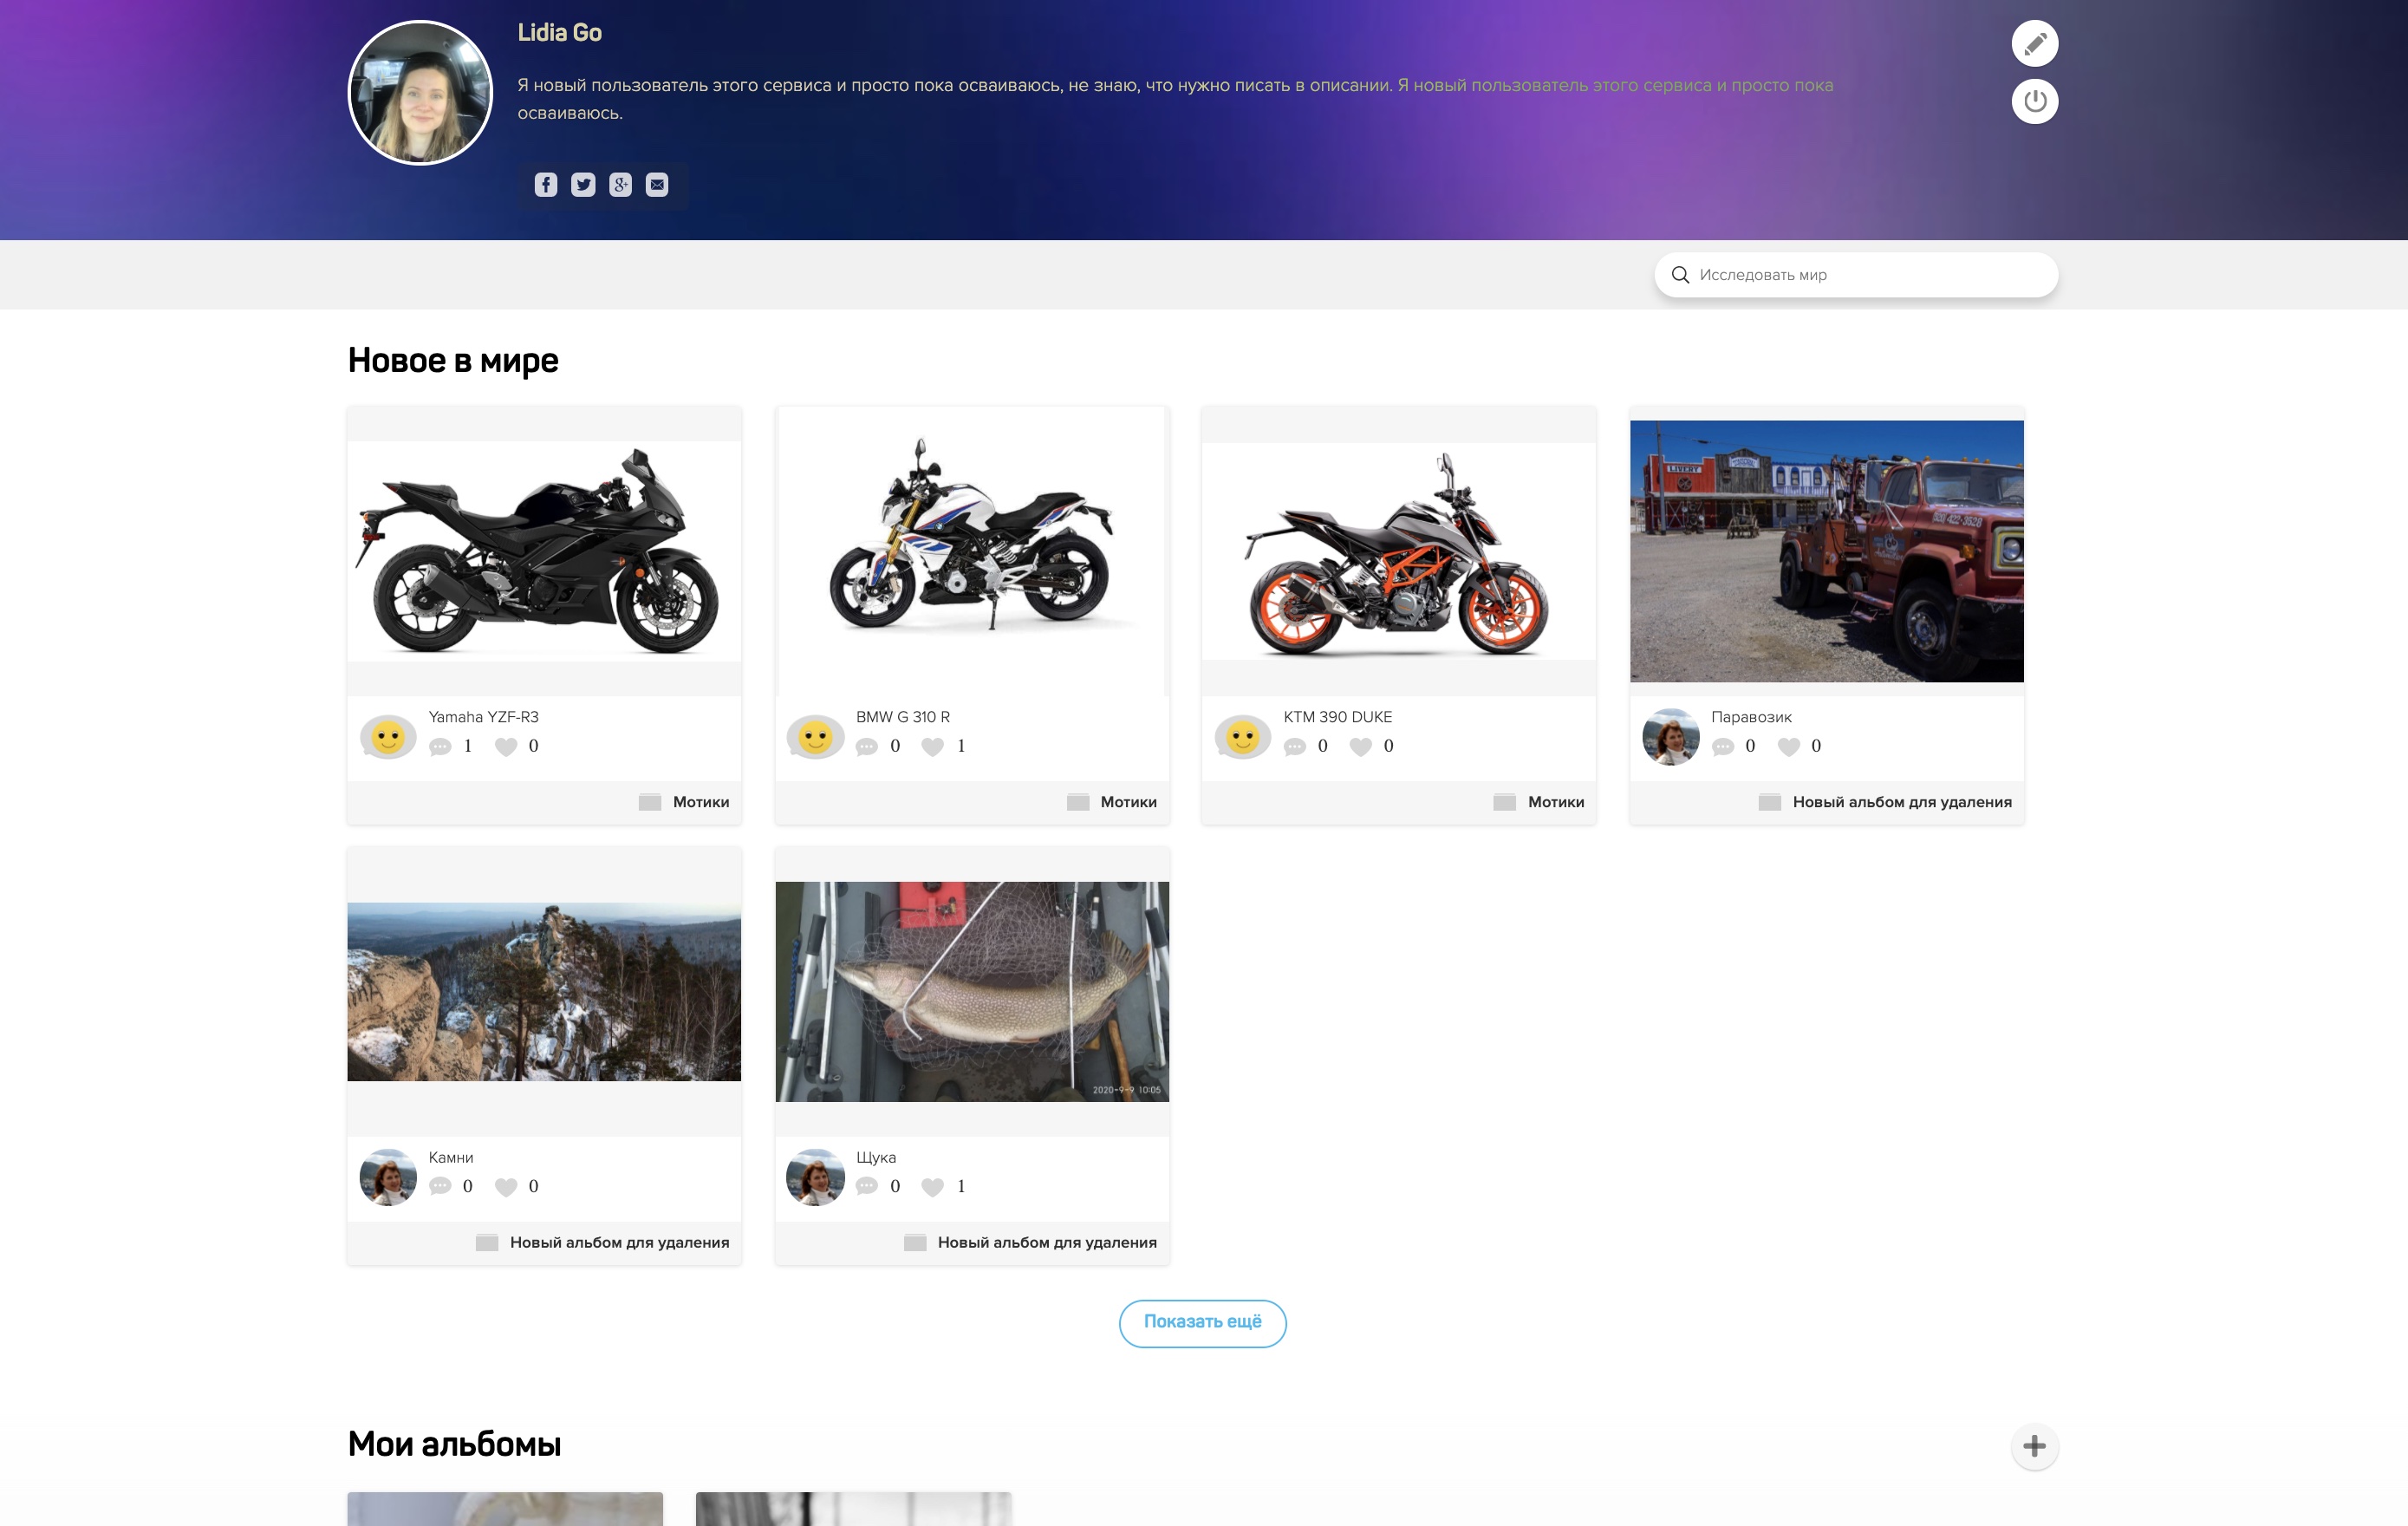 Lidia Go
Я новый пользователь этого сервиса и просто пока осваиваюсь, не знаю, что нужно писать в описании. Я новый пользователь этого сервиса и просто пока
осваиваюсь.
Исследовать мир
Новое в мире
LIVERY
Yamaha YZF-R3
1 0
Мотики
BMW G 310 R
0 1
Мотики
KTM 390 DUKE
0 0
Мотики
Паравозик
0 0
Новый альбом для удаления
2020-9-9 10:05
Камни
0 0
Новый альбом для удаления
Щука
0 1
Новый альбом для удаления
Показать ещё
Мои альбомы